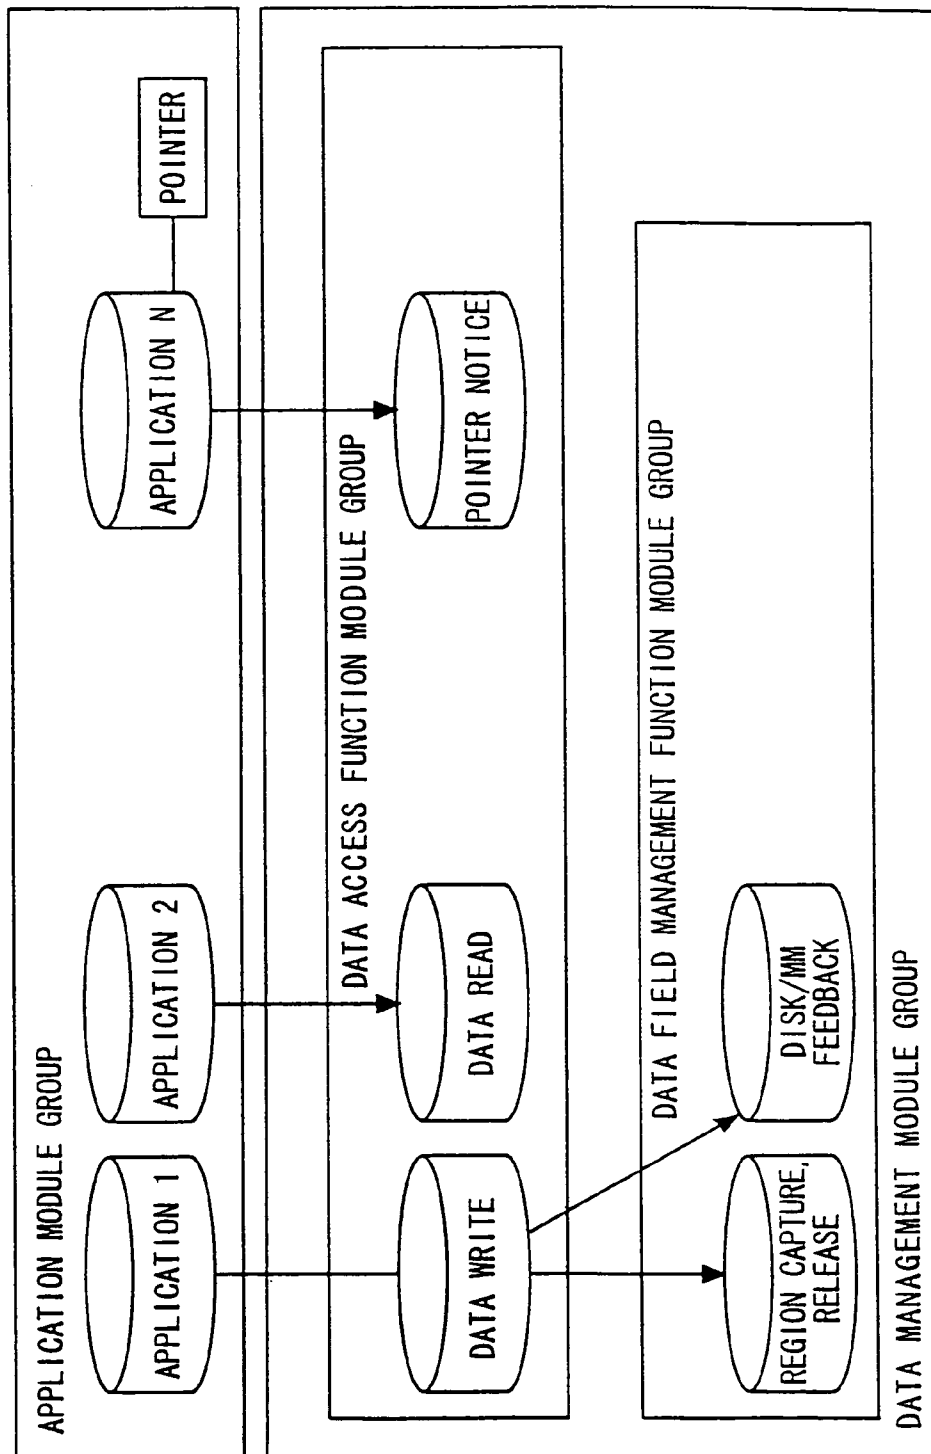 APPLICATION MODULE GROUP
APPLICATION 1
APPLICATION 2
APPLICATION N
POINTER
DATA ACCESS FUNCTION MODULE GROUP
DATA WRITE
DATA READ
POINTER NOTICE
DATA FIELD MANAGEMENT FUNCTION MODULE GROUP
REGION CAPTURE,
RELEASE
DISK/MM
FEEDBACK
DATA MANAGEMENT MODULE GROUP